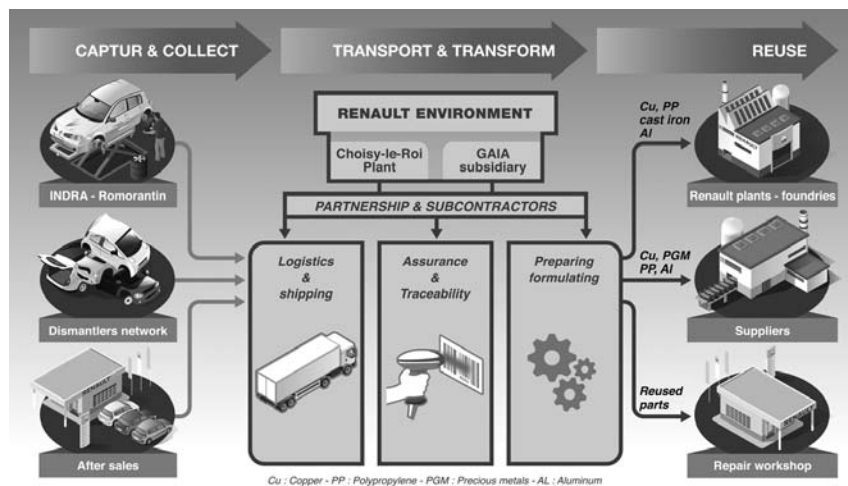 CAPTUR & COLLECT
TRANSPORT & TRANSFORM
REUSE
INDRA - Romorantin
Dismantlers network
RENAULT
After sales
RENAULT ENVIRONMENT
Choisy-le-Roi
Plant
GAIA
subsidiary
PARTNERSHIP & SUBCONTRACTORS
Logistics
&
shipping
Assurance
&
Traceability
Preparing
formulating
Cu, PP
cast iron
Al
Renault plants - foundries
Cu, PGM
PP, Al
Suppliers
Reused
parts
Repair workshop
Cu : Copper - PP : Polypropylene - PGM : Precious metals - AL : Aluminum